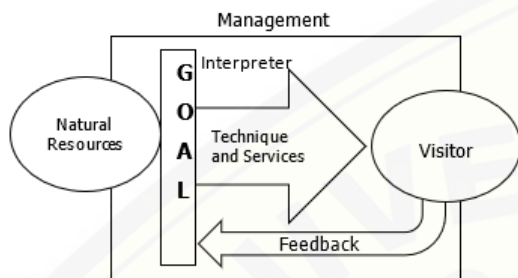 Management
Interpreter
G
O
A
L
Natural
Resources
Technique
and Services
Visitor
Feedback